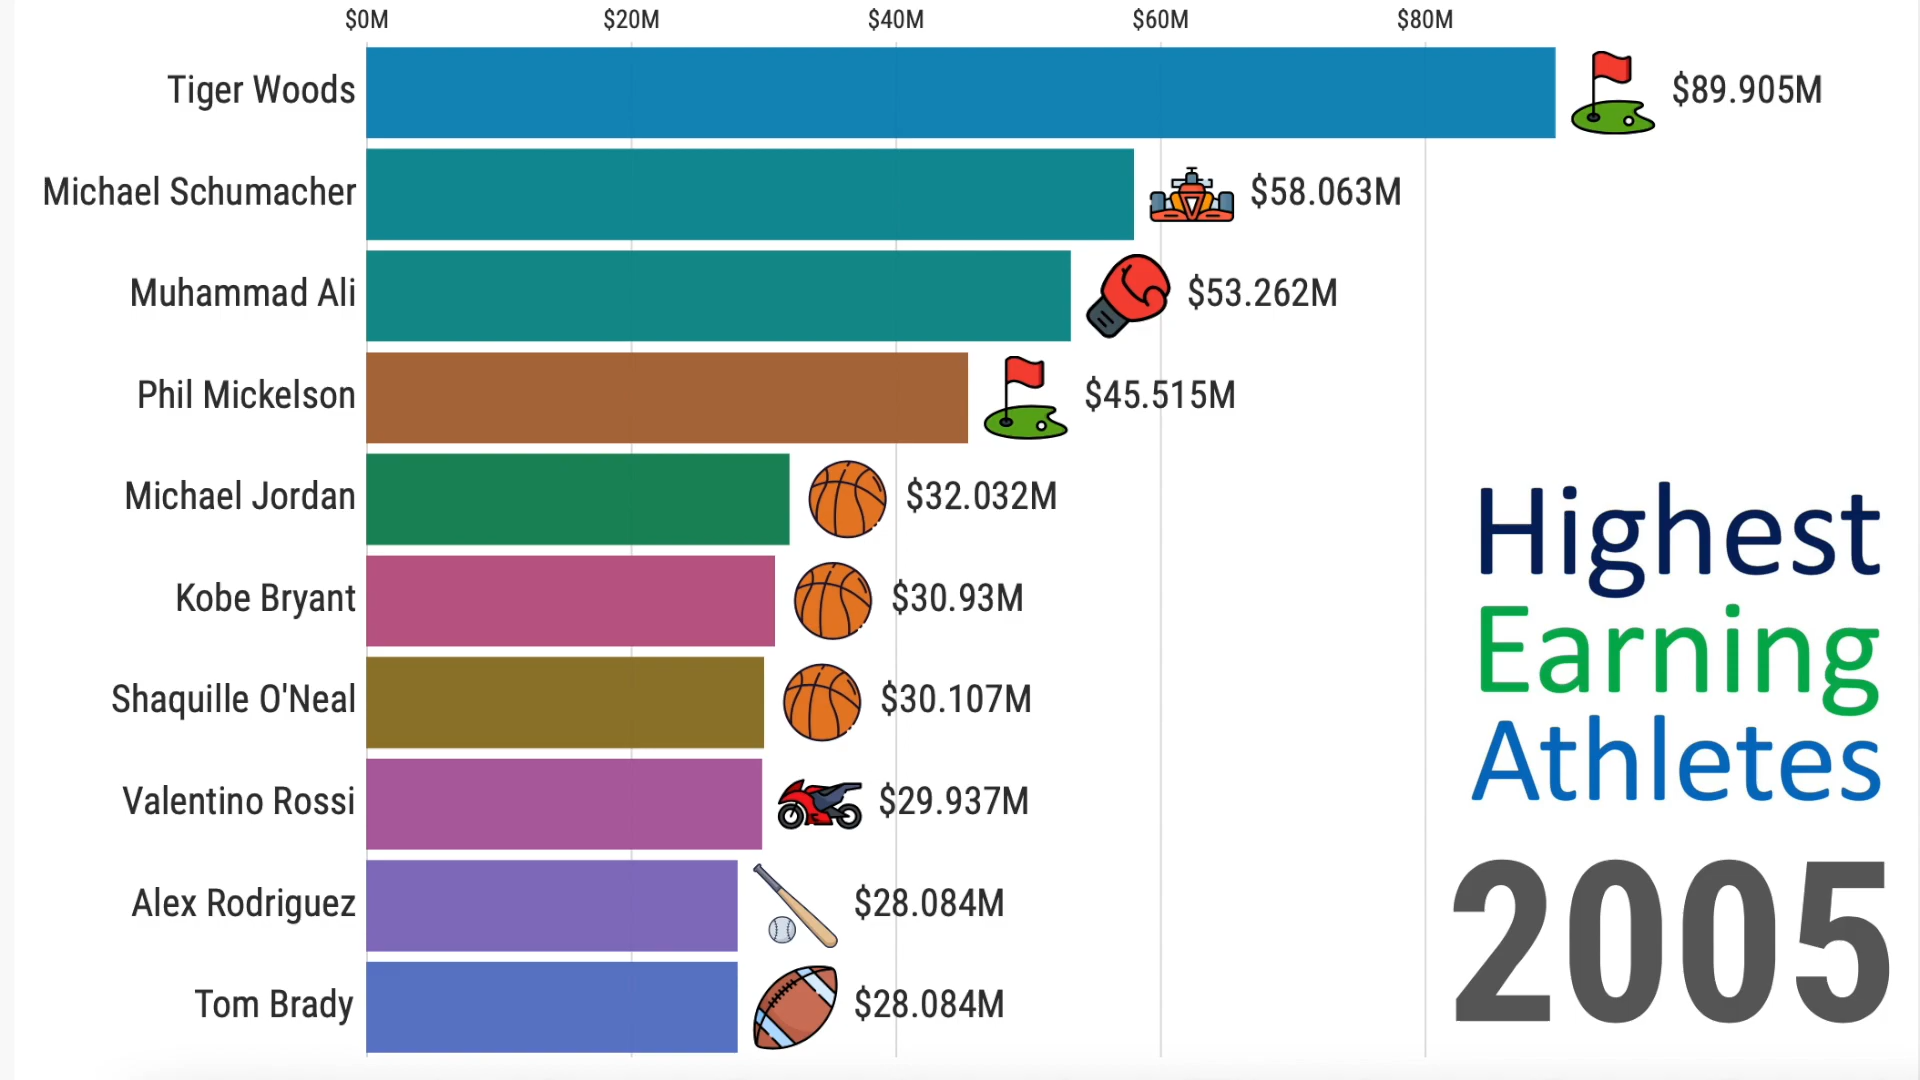 $0M $20M $40M $60M $80M
Tiger Woods $89.905M
Michael Schumacher $58.063M
Muhammad Ali $53.262M
Phil Mickelson $45.515M
Michael Jordan $32.032M
Kobe Bryant $30.93M
Shaquille O'Neal $30.107M
Valentino Rossi $29.937M
Alex Rodriguez $28.084M
Tom Brady $28.084M
Highest
Earning
Athletes
2005